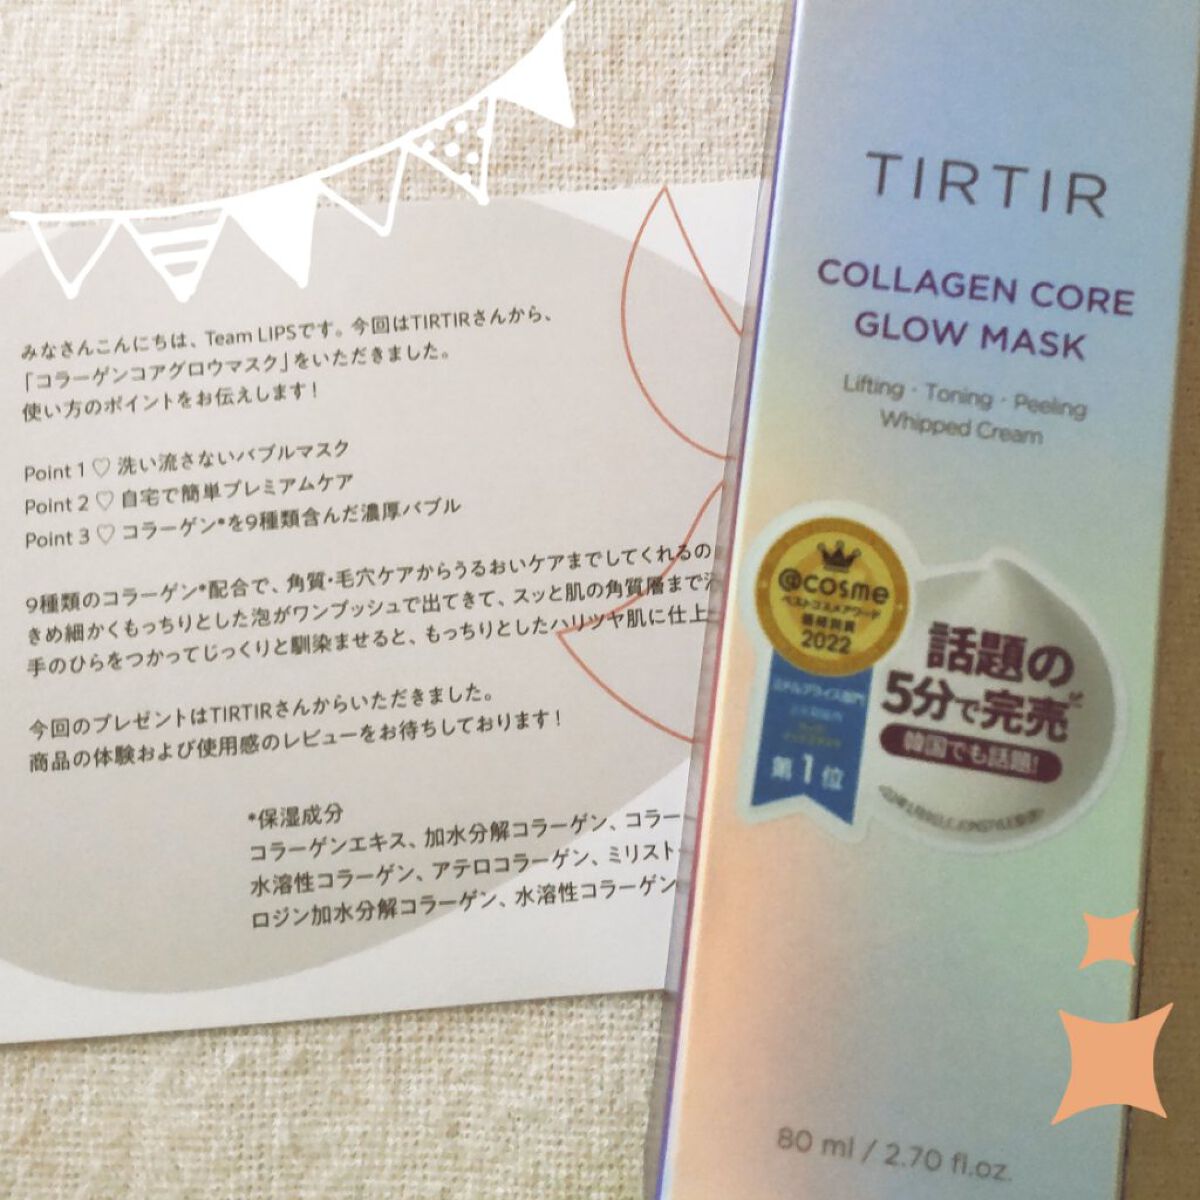 みなさんこんにちは、Team LIPSです。今回はTIRTIRさんから、
「コラーゲンコアグロウマスク」をいただきました。
使い方のポイントをお伝えします！
Point 1 ♡ 洗い流さないバブルマスク
Point 2 ♡ 自宅で簡単プレミアムケア
Point 3 ♡ コラーゲン*を9種類含んだ濃厚バブル
9種類のコラーゲン*配合で、角質・毛穴ケアからうるおいケアまでしてくれるの
きめ細かくもっちりとした泡がワンプッシュで出てきて、スッと肌の角質層まで
手のひらをつかってじっくりと馴染ませると、もっちりとしたハリツヤ肌に仕上
今回のプレゼントはTIRTIRさんからいただきました。
商品の体験および使用感のレビューをお待ちしております！
*保湿成分
コラーゲンエキス、加水分解コラーゲン、コラー
水溶性コラーゲン、アテロコラーゲン、ミリスト
ロジン加水分解コラーゲン、水溶性コラーゲン
TIRTIR
COLLAGEN CORE
GLOW MASK
Lifting · Toning · Peeling
Whipped Cream
@cosme
ベストコスメアワード
2022
第1位
話題の
5分で完売
韓国でも話題!
80 ml / 2.70 fl.oz.